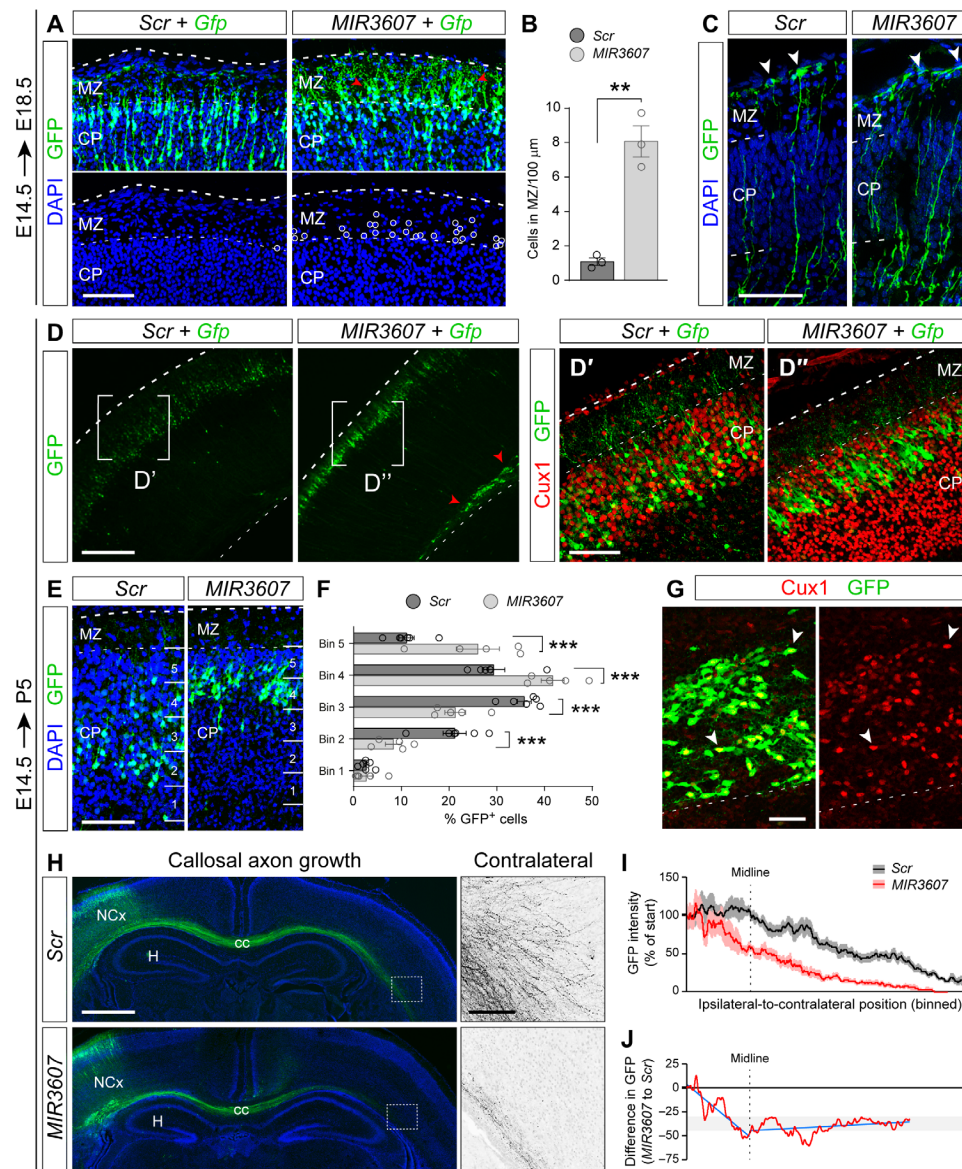 A
Scr + Gfp
MIR3607 + Gfp
E14.5 → E18.5
DAPI GFP
MZ
CP
MZ
CP
MZ
CP
MZ
CP
B
Scr
MIR3607
**
Cells in MZ/100 μm
10
8
6
4
2
0
C
Scr
MIR3607
DAPI GFP
MZ
CP
MZ
CP
E14.5 → P5
D
Scr + Gfp
MIR3607 + Gfp
GFP
D'
D''
Scr + Gfp
MIR3607 + Gfp
Cux1 GFP
D′
MZ
CP
D″
MZ
CP
E
Scr
MIR3607
DAPI GFP
MZ
CP
5
4
3
2
1
MZ
CP
5
4
3
2
1
F
Scr
MIR3607
Bin 5
***
Bin 4
***
Bin 3
***
Bin 2
***
Bin 1
0 10 20 30 40 50
% GFP+ cells
G
Cux1 GFP
H
Callosal axon growth
Contralateral
Scr
NCx
H
cc
MIR3607
NCx
H
cc
I
Scr
MIR3607
Midline
GFP intensity
(% of start)
150
100
50
0
Ipsilateral-to-contralateral position (binned)
J
Midline
Difference in GFP
(MIR3607 to Scr)
25
0
−25
−50
−75